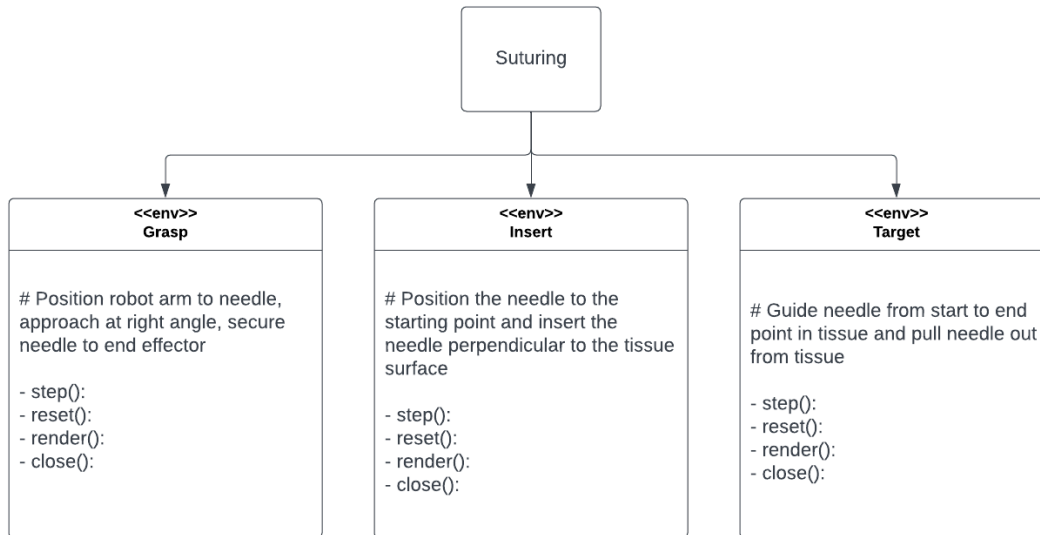 Suturing
<<env>>
Grasp
# Position robot arm to needle,
approach at right angle, secure
needle to end effector
- step():
- reset():
- render():
- close():
<<env>>
Insert
# Position the needle to the
starting point and insert the
needle perpendicular to the tissue
surface
- step():
- reset():
- render():
- close():
<<env>>
Target
# Guide needle from start to end
point in tissue and pull needle out
from tissue
- step():
- reset():
- render():
- close():